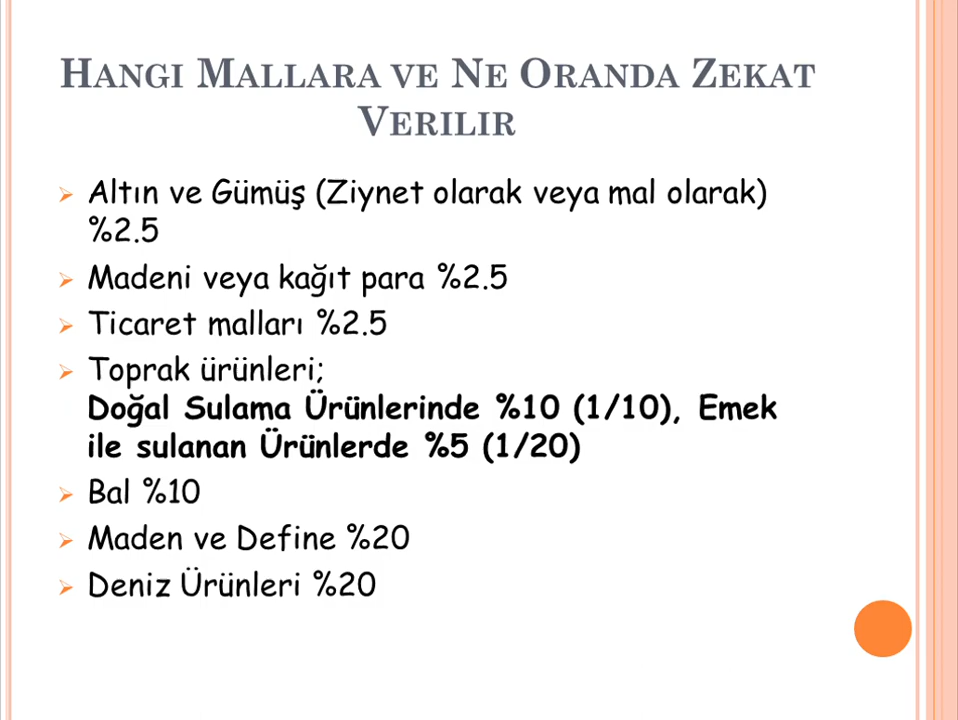 HANGI MALLARA VE NE ORANDA ZEKAT
VERILIR
Altın ve Gümüş (Ziynet olarak veya mal olarak)
%2.5
Madeni veya kağıt para %2.5
Ticaret malları %2.5
Toprak ürünleri;
Doğal Sulama Ürünlerinde %10 (1/10), Emek
ile sulanan Ürünlerde %5 (1/20)
Bal %10
Maden ve Define %20
Deniz Ürünleri %20